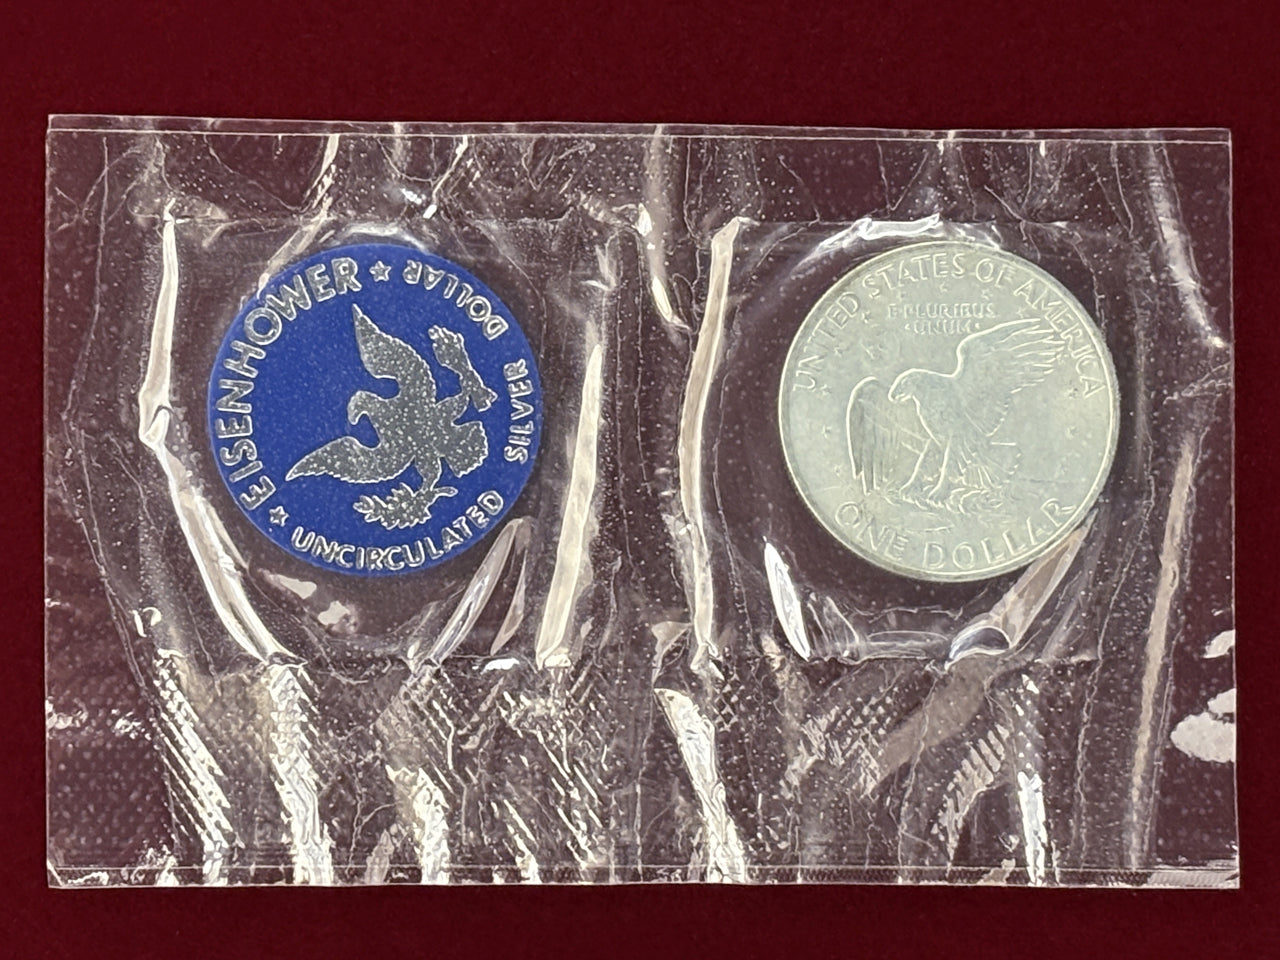 EISENHOWER ★ DOLLAR
SILVER
★ UNCIRCULATED
UNITED STATES OF AMERICA
E PLURIBUS
·UNUM·
ONE DOLLAR